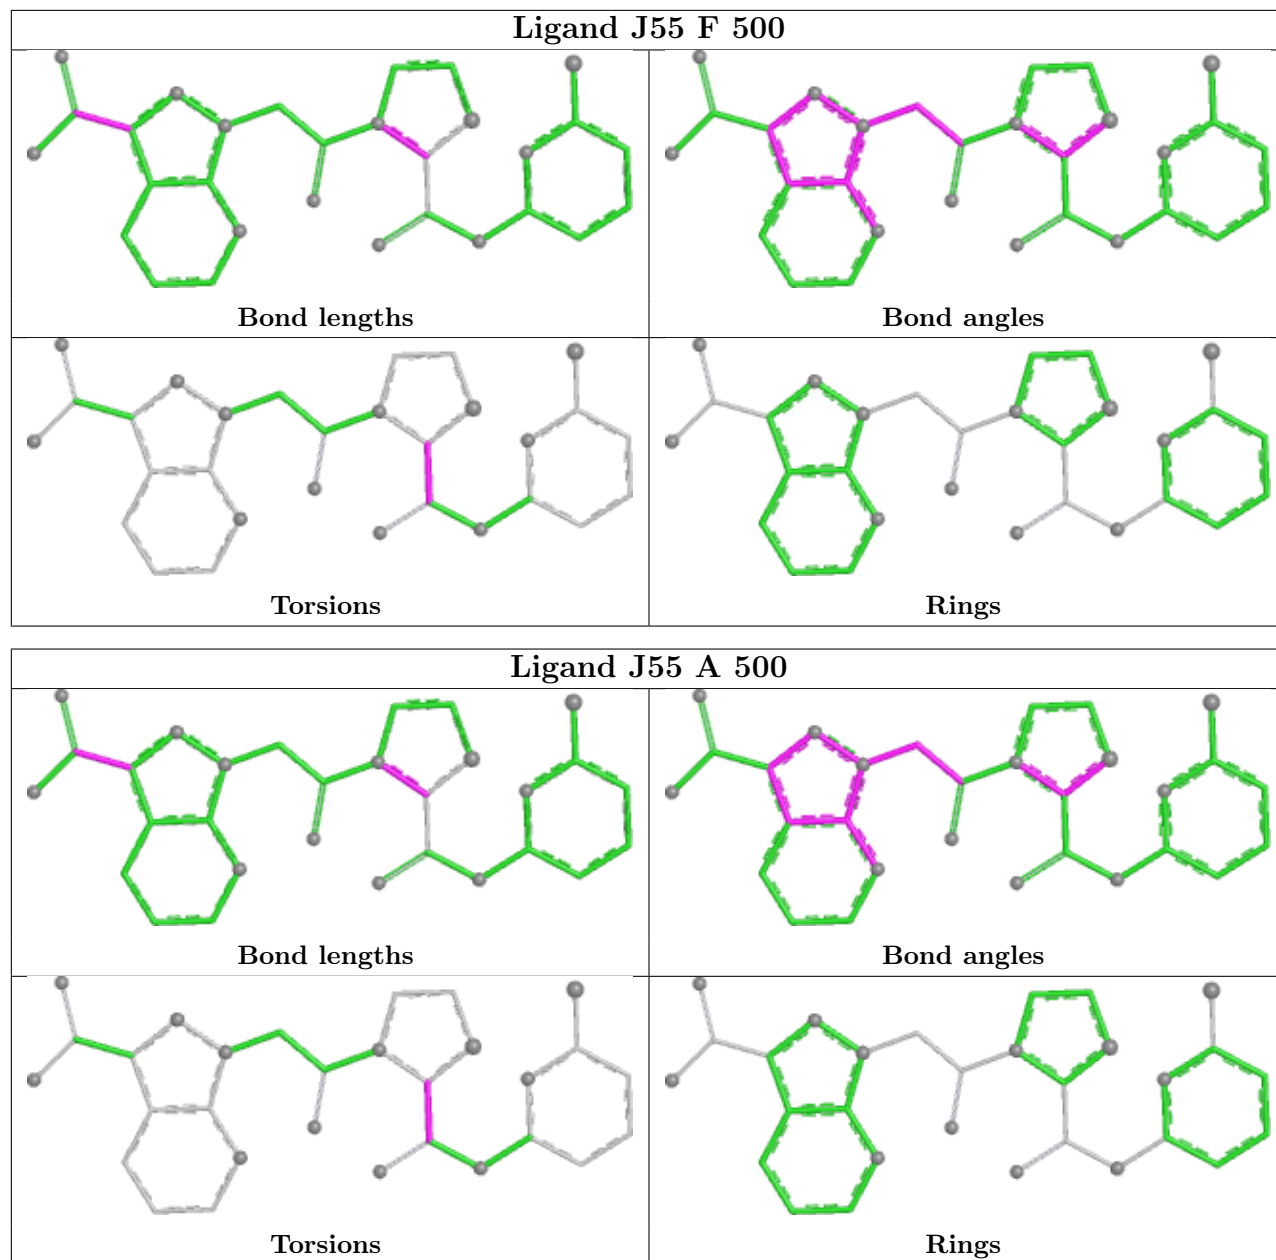 Ligand J55 F 500
Bond lengths
Bond angles
Torsions
Rings
Ligand J55 A 500
Bond lengths
Bond angles
Torsions
Rings